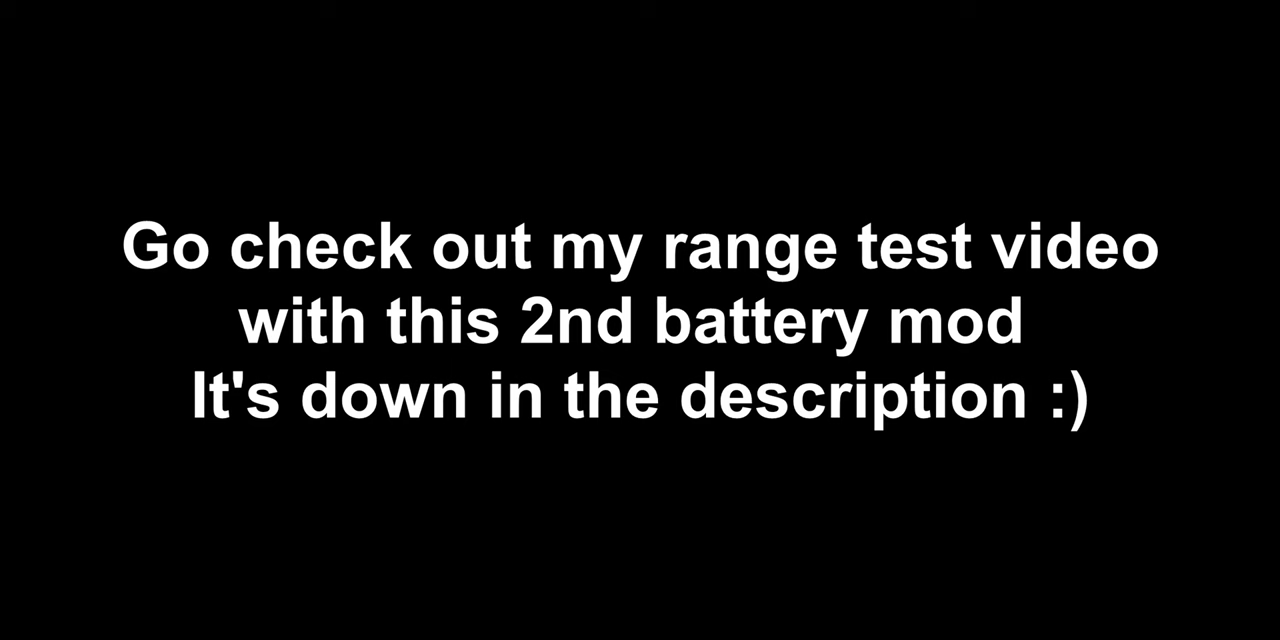 Go check out my range test video
with this 2nd battery mod
It's down in the description :)